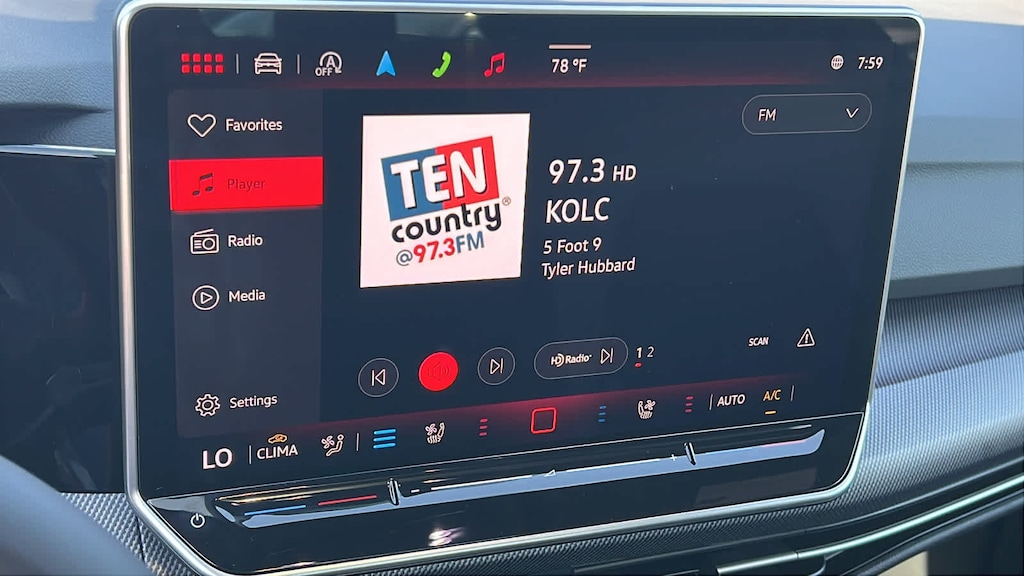 A
OFF
78 °F
7:59
Favorites
FM
Player
TEN
country®
@97.3FM
97.3 HD
KOLC
5 Foot 9
Tyler Hubbard
Radio
Media
HD Radio
1 2
SCAN
Settings
LO
CLIMA
AUTO
A/C